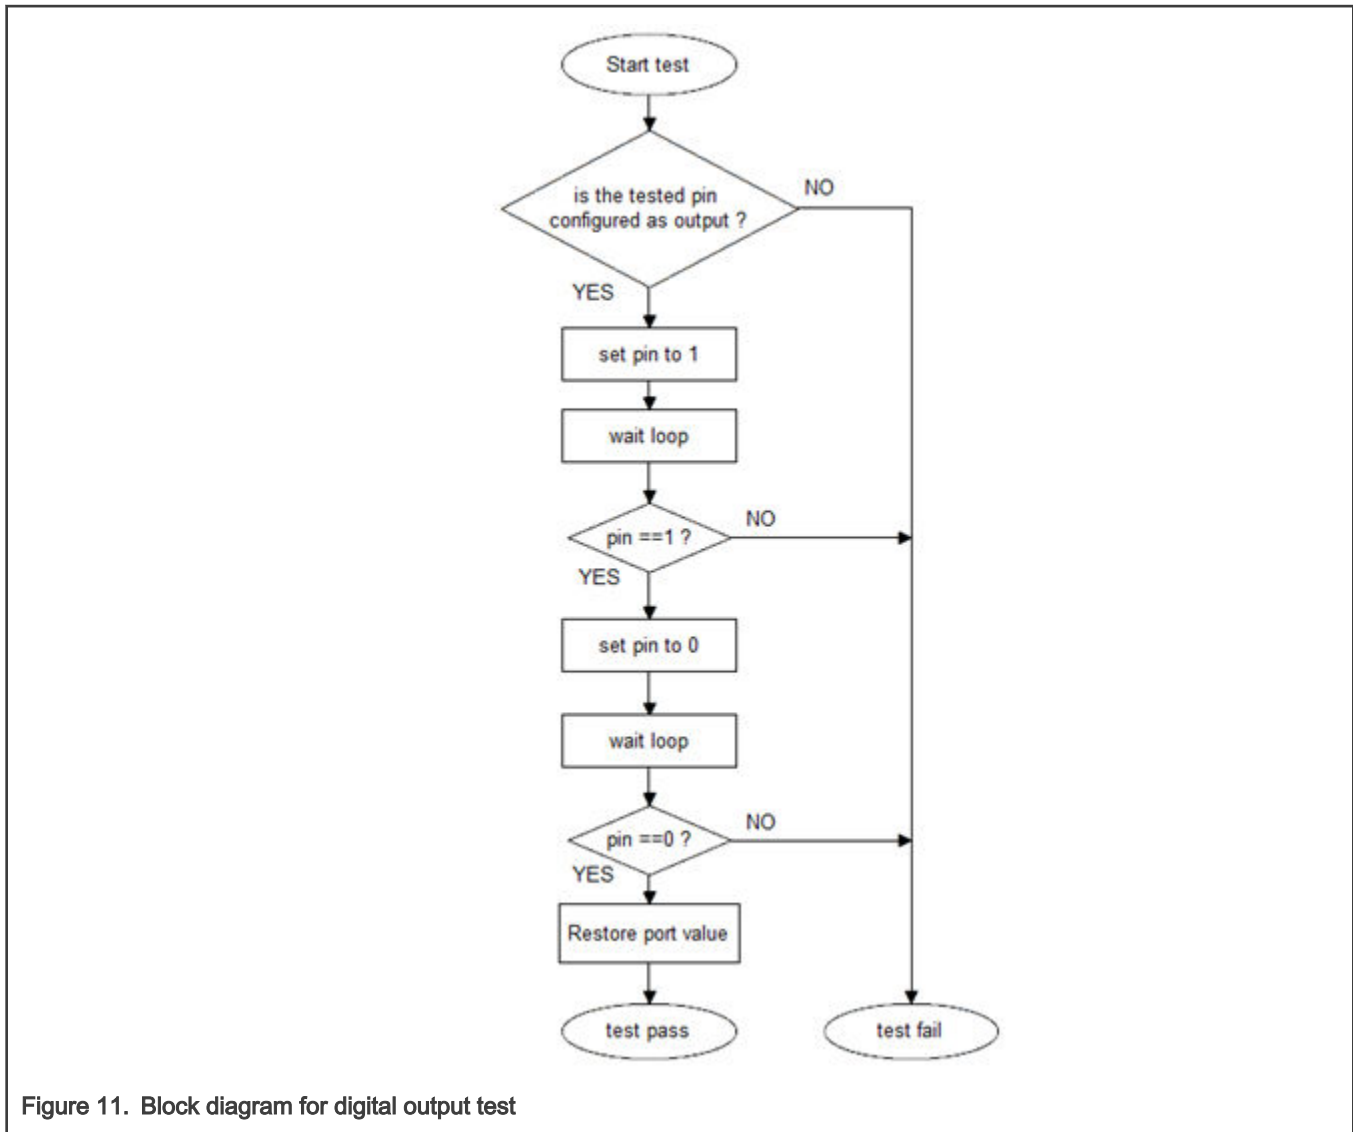 Start test
is the tested pin
configured as output ?
NO
YES
set pin to 1
wait loop
pin ==1 ?
NO
YES
set pin to 0
wait loop
pin ==0 ?
NO
YES
Restore port value
test pass
test fail
Figure 11. Block diagram for digital output test